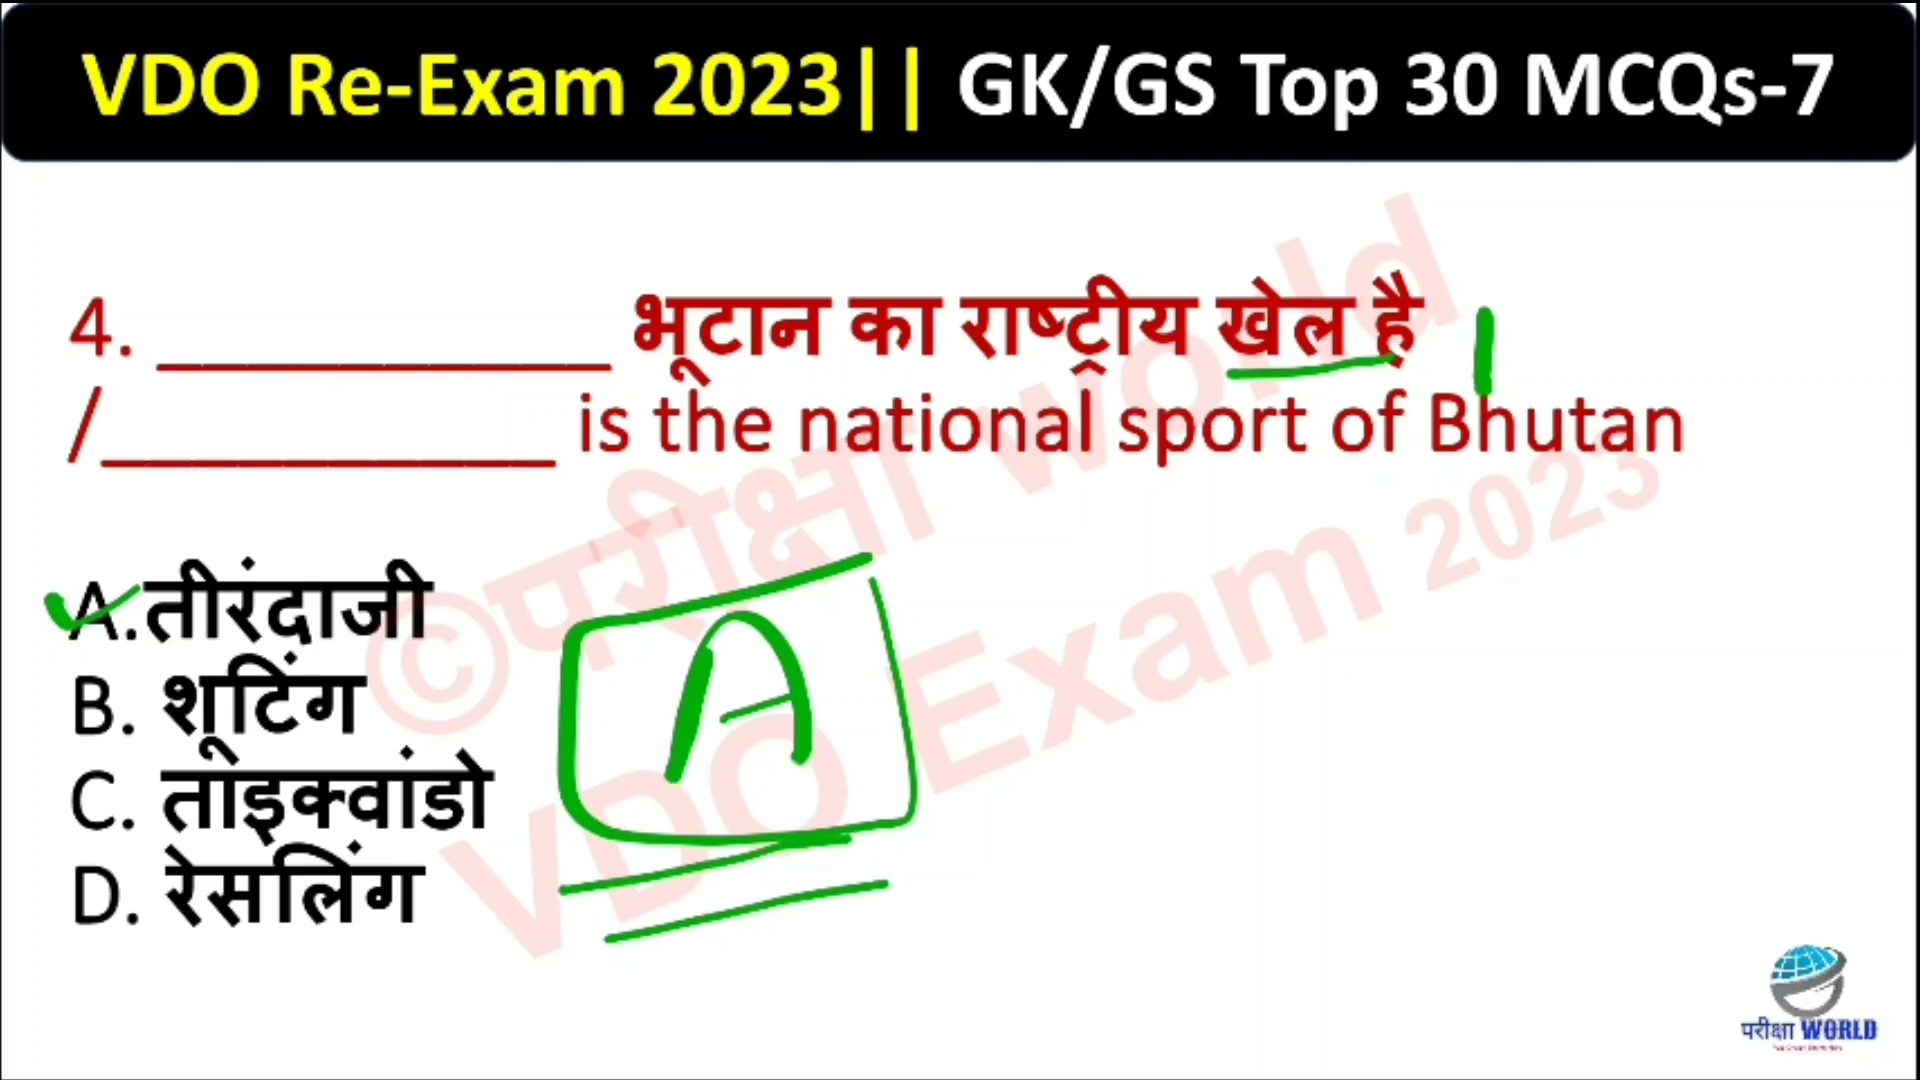 VDO Re-Exam 2023|| GK/GS Top 30 MCQs-7
4. ____________ भूटान का राष्ट्रीय खेल है
/____________ is the national sport of Bhutan
A.तीरंदाजी
B. शूटिंग
C. ताइक्वांडो
D. रेसलिंग
A
©परीक्षा world
VDO Exam 2023
परीक्षा WORLD